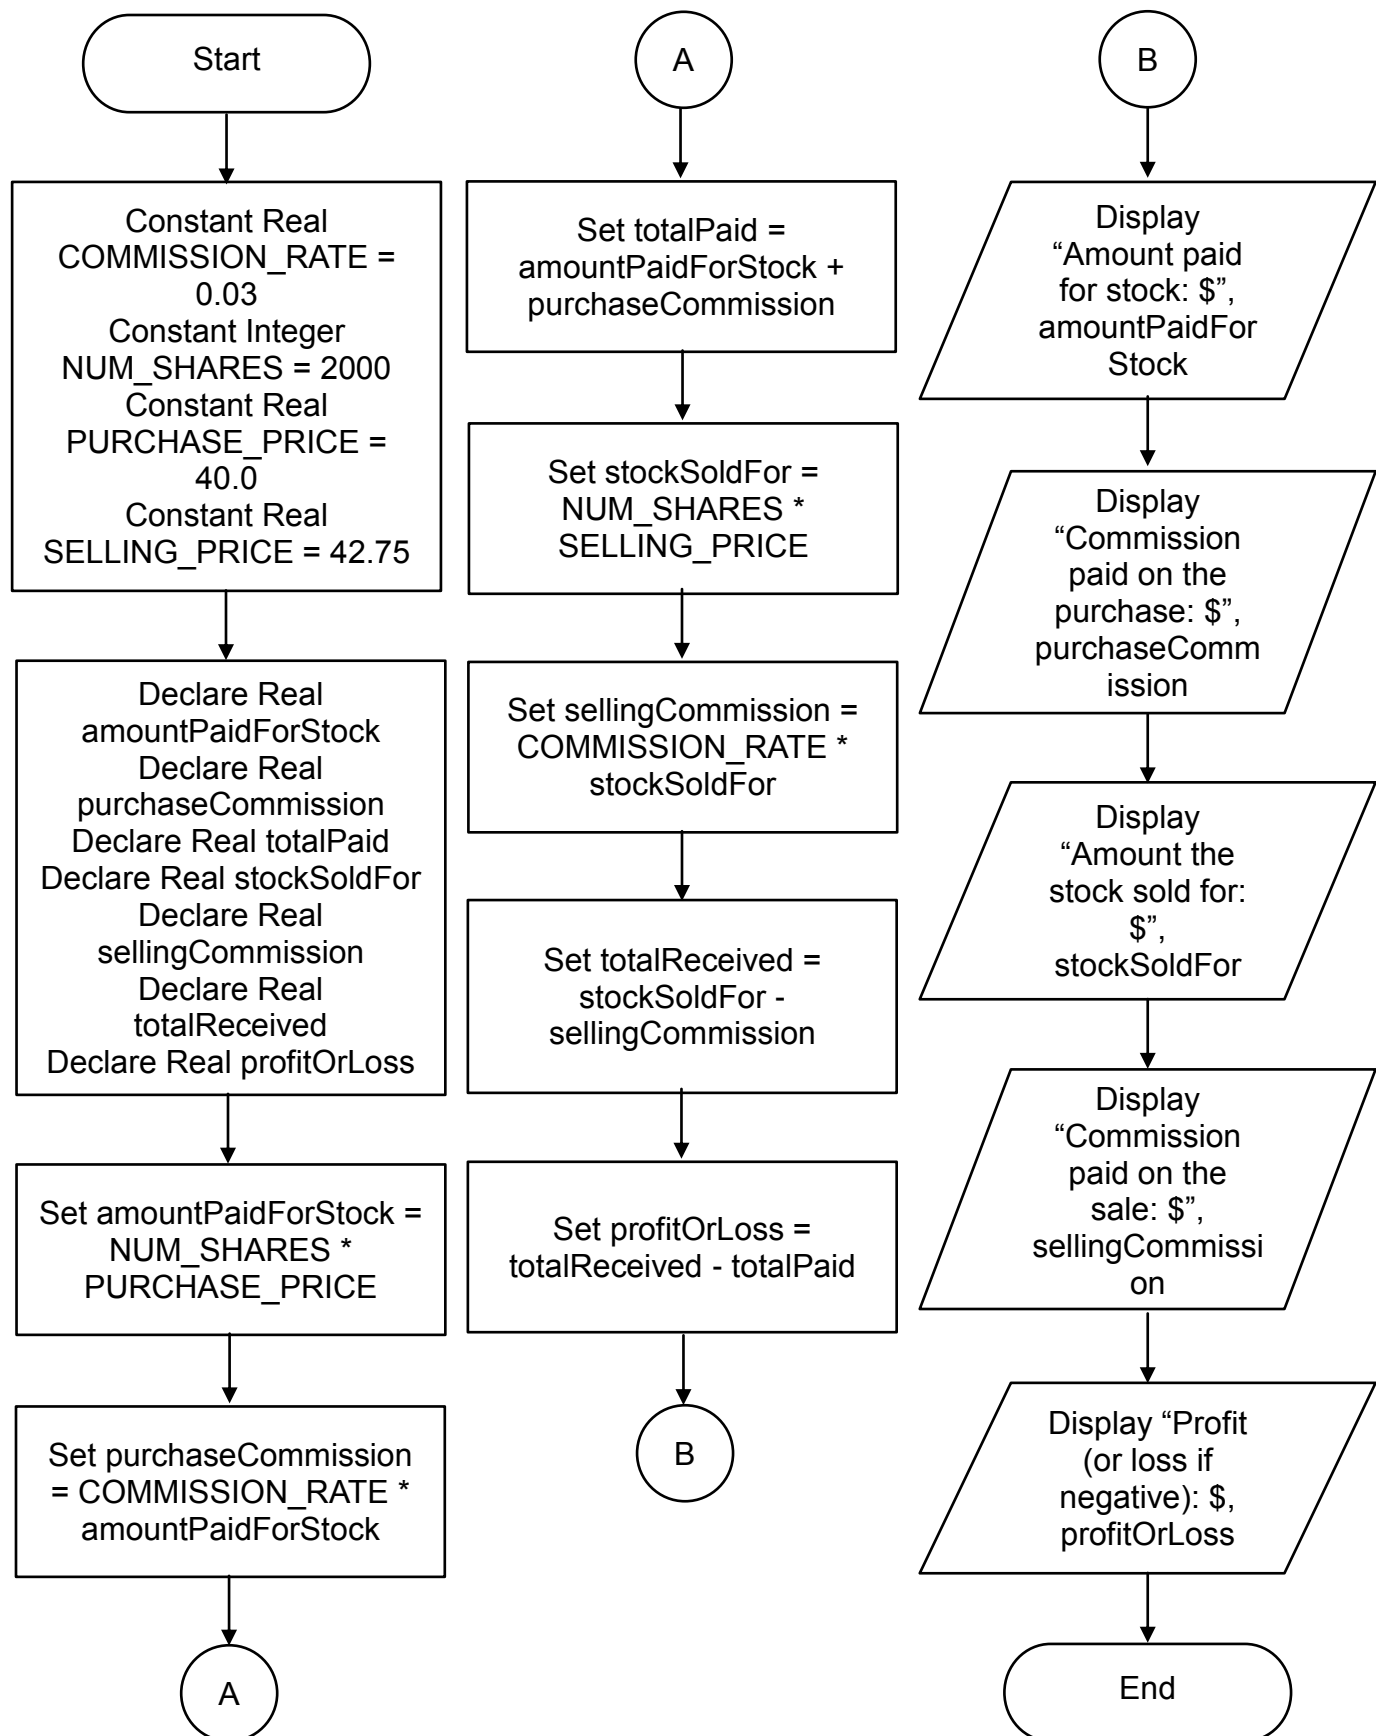 Start
Constant Real
COMMISSION_RATE =
0.03
Constant Integer
NUM_SHARES = 2000
Constant Real
PURCHASE_PRICE =
40.0
Constant Real
SELLING_PRICE = 42.75
Declare Real
amountPaidForStock
Declare Real
purchaseCommission
Declare Real totalPaid
Declare Real stockSoldFor
Declare Real
sellingCommission
Declare Real
totalReceived
Declare Real profitOrLoss
Set amountPaidForStock =
NUM_SHARES *
PURCHASE_PRICE
Set purchaseCommission
= COMMISSION_RATE *
amountPaidForStock
A
A
Set totalPaid =
amountPaidForStock +
purchaseCommission
Set stockSoldFor =
NUM_SHARES *
SELLING_PRICE
Set sellingCommission =
COMMISSION_RATE *
stockSoldFor
Set totalReceived =
stockSoldFor -
sellingCommission
Set profitOrLoss =
totalReceived - totalPaid
B
B
Display
“Amount paid
for stock: $”,
amountPaidFor
Stock
Display
“Commission
paid on the
purchase: $”,
purchaseComm
ission
Display
“Amount the
stock sold for:
$”,
stockSoldFor
Display
“Commission
paid on the
sale: $”,
sellingCommissi
on
Display “Profit
(or loss if
negative): $,
profitOrLoss
End